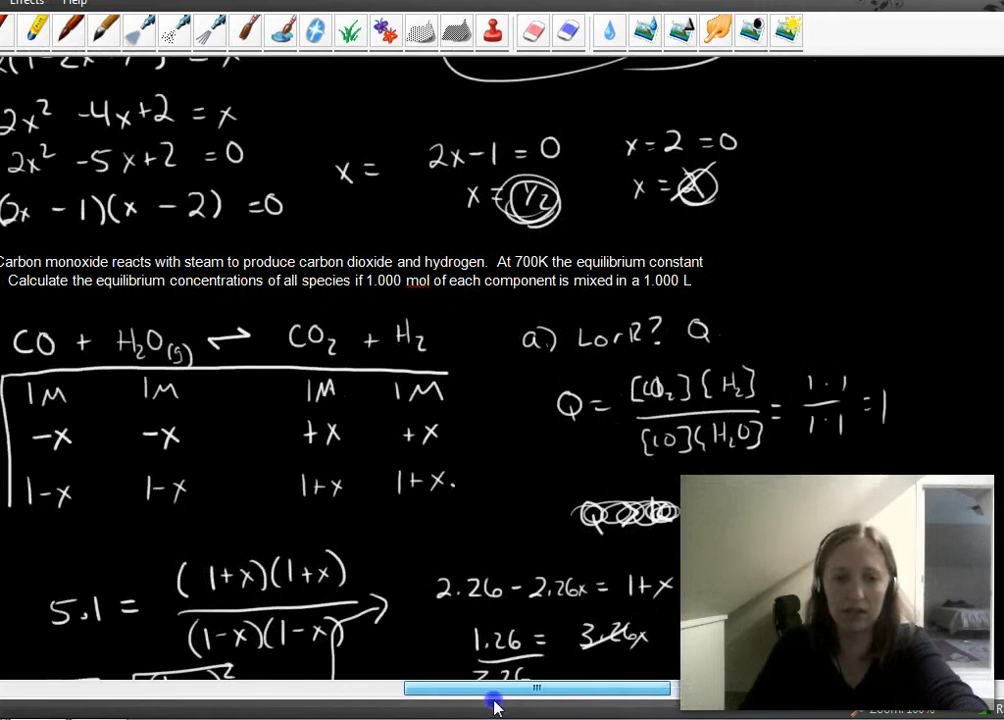 Effects Help
2x² -4x+2 = x
2x² -5x+2 =0
(2x -1)(x -2) =0
x = 2x-1 = 0 x-2 =0
x = 1/2 x = 2
Carbon monoxide reacts with steam to produce carbon dioxide and hydrogen. At 700K the equilibrium constant
Calculate the equilibrium concentrations of all species if 1.000 mol of each component is mixed in a 1.000 L
CO + H₂O(g) ⇌ CO₂ + H₂
1M 1M 1M 1M
-x -x +x +x
1-x 1-x 1+x 1+x.
a.) L or R? Q
Q = [CO₂][H₂] / [CO][H₂O] = 1·1 / 1·1 = 1
5.1 = (1+x)(1+x) / (1-x)(1-x)
2.26 - 2.26x = 1+x
1.26 = 3.26x
3.26